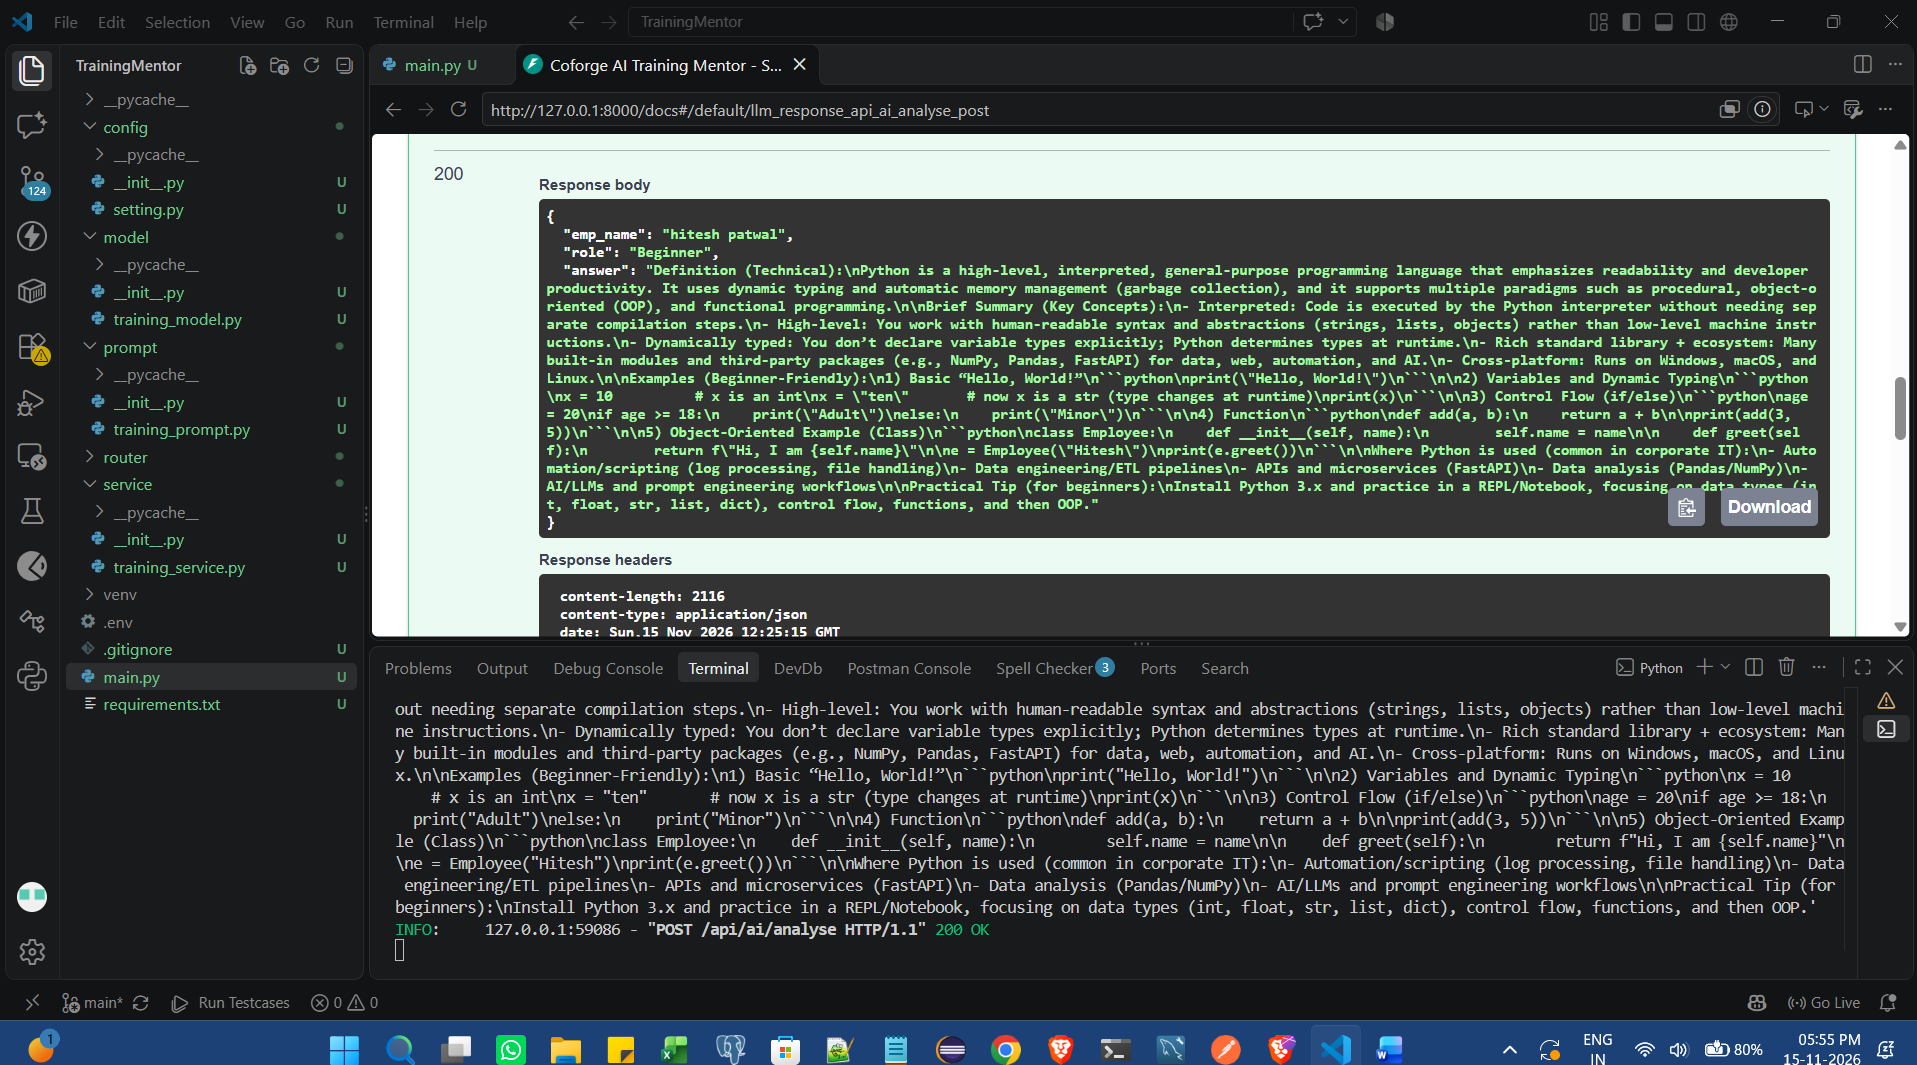 File Edit Selection View Go Run Terminal Help
TrainingMentor
TrainingMentor
__pycache__
config
__pycache__
__init__.py U
setting.py U
model
__pycache__
__init__.py U
training_model.py U
prompt
__pycache__
__init__.py U
training_prompt.py U
router
service
__pycache__
__init__.py U
training_service.py U
venv
.env
.gitignore U
main.py U
requirements.txt U
124
main.py U
Coforge AI Training Mentor - S...
http://127.0.0.1:8000/docs#/default/llm_response_api_ai_analyse_post
200
Response body
{
"emp_name": "hitesh patwal",
"role": "Beginner",
"answer": "Definition (Technical):\nPython is a high-level, interpreted, general-purpose programming language that emphasizes readability and developer
productivity. It uses dynamic typing and automatic memory management (garbage collection), and it supports multiple paradigms such as procedural, object-o
riented (OOP), and functional programming.\n\nBrief Summary (Key Concepts):\n- Interpreted: Code is executed by the Python interpreter without needing sep
arate compilation steps.\n- High-level: You work with human-readable syntax and abstractions (strings, lists, objects) rather than low-level machine instr
uctions.\n- Dynamically typed: You don’t declare variable types explicitly; Python determines types at runtime.\n- Rich standard library + ecosystem: Many
built-in modules and third-party packages (e.g., NumPy, Pandas, FastAPI) for data, web, automation, and AI.\n- Cross-platform: Runs on Windows, macOS, and
Linux.\n\nExamples (Beginner-Friendly):\n1) Basic “Hello, World!”\n```python\nprint(\"Hello, World!\")\n```\n\n2) Variables and Dynamic Typing\n```python
\nx = 10          # x is an int\nx = \"ten\"       # now x is a str (type changes at runtime)\nprint(x)\n```\n\n3) Control Flow (if/else)\n```python\nage
= 20\nif age >= 18:\n    print(\"Adult\")\nelse:\n    print(\"Minor\")\n```\n\n4) Function\n```python\ndef add(a, b):\n    return a + b\n\nprint(add(3,
5))\n```\n\n5) Object-Oriented Example (Class)\n```python\nclass Employee:\n    def __init__(self, name):\n        self.name = name\n\n    def greet(sel
f):\n        return f\"Hi, I am {self.name}\"\n\ne = Employee(\"Hitesh\")\nprint(e.greet())\n```\n\nWhere Python is used (common in corporate IT):\n- Auto
mation/scripting (log processing, file handling)\n- Data engineering/ETL pipelines\n- APIs and microservices (FastAPI)\n- Data analysis (Pandas/NumPy)\n-
AI/LLMs and prompt engineering workflows\n\nPractical Tip (for beginners):\nInstall Python 3.x and practice in a REPL/Notebook, focusing on data types (in
t, float, str, list, dict), control flow, functions, and then OOP."
}
Download
Response headers
content-length: 2116
content-type: application/json
date: Sun,15 Nov 2026 12:25:15 GMT
Problems Output Debug Console Terminal DevDb Postman Console Spell Checker 3 Ports Search
Python
out needing separate compilation steps.\n- High-level: You work with human-readable syntax and abstractions (strings, lists, objects) rather than low-level machi
ne instructions.\n- Dynamically typed: You don’t declare variable types explicitly; Python determines types at runtime.\n- Rich standard library + ecosystem: Man
y built-in modules and third-party packages (e.g., NumPy, Pandas, FastAPI) for data, web, automation, and AI.\n- Cross-platform: Runs on Windows, macOS, and Linu
x.\n\nExamples (Beginner-Friendly):\n1) Basic “Hello, World!”\n```python\nprint("Hello, World!")\n```\n\n2) Variables and Dynamic Typing\n```python\nx = 10
# x is an int\nx = "ten"       # now x is a str (type changes at runtime)\nprint(x)\n```\n\n3) Control Flow (if/else)\n```python\nage = 20\nif age >= 18:\n
print("Adult")\nelse:\n    print("Minor")\n```\n\n4) Function\n```python\ndef add(a, b):\n    return a + b\n\nprint(add(3, 5))\n```\n\n5) Object-Oriented Examp
le (Class)\n```python\nclass Employee:\n    def __init__(self, name):\n        self.name = name\n\n    def greet(self):\n        return f"Hi, I am {self.name}"\n
\ne = Employee("Hitesh")\nprint(e.greet())\n```\n\nWhere Python is used (common in corporate IT):\n- Automation/scripting (log processing, file handling)\n- Data
engineering/ETL pipelines\n- APIs and microservices (FastAPI)\n- Data analysis (Pandas/NumPy)\n- AI/LLMs and prompt engineering workflows\n\nPractical Tip (for
beginners):\nInstall Python 3.x and practice in a REPL/Notebook, focusing on data types (int, float, str, list, dict), control flow, functions, and then OOP.'
INFO:     127.0.0.1:59086 - "POST /api/ai/analyse HTTP/1.1" 200 OK
main* Run Testcases 0 0
Go Live
1
ENG
IN
80%
05:55 PM
15-11-2026